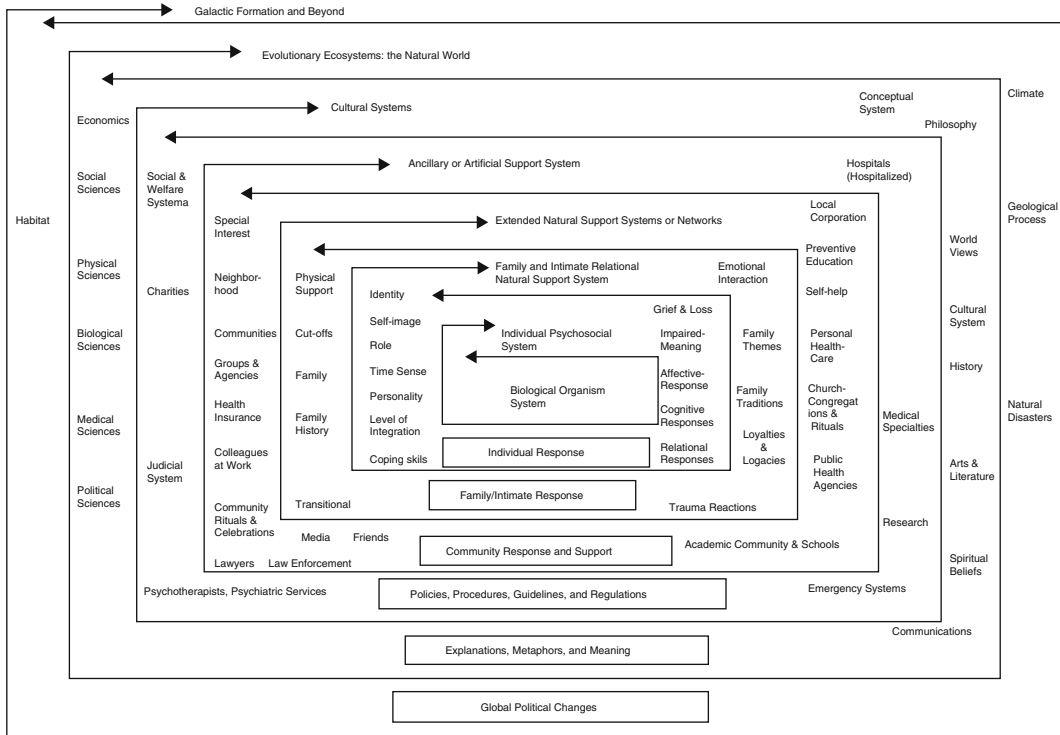 Galactic Formation and Beyond
Evolutionary Ecosystems: the Natural World
Climate
Conceptual
System
Cultural Systems
Economics
Philosophy
Ancillary or Artificial Support System
Hospitals
(Hospitalized)
Social
Sciences
Social &
Welfare
Systema
Habitat
Special
Interest
Extended Natural Support Systems or Networks
Local
Corporation
Geological
Process
World
Views
Preventive
Education
Physical
Sciences
Charities
Neighbor-
hood
Physical
Support
Family and Intimate Relational
Natural Support System
Emotional
Interaction
Self-help
Identity
Grief & Loss
Cultural
System
Self-image
Biological
Sciences
Communities
Cut-offs
Role
Individual Psychosocial
System
Impaired-
Meaning
Family
Themes
Personal
Health-
Care
History
Groups &
Agencies
Family
Time Sense
Affective-
Response
Biological Organism
System
Personality
Family
Traditions
Church-
Congregat
ions &
Rituals
Health
Insurance
Family
History
Level of
Integration
Cognitive
Responses
Medical
Sciences
Medical
Specialties
Natural
Disasters
Loyalties
&
Logacies
Colleagues
at Work
Coping skils
Individual Response
Relational
Responses
Public
Health
Agencies
Judicial
System
Arts &
Literature
Political
Sciences
Family/Intimate Response
Community
Rituals &
Celebrations
Transitional
Trauma Reactions
Research
Media
Friends
Community Response and Support
Academic Community & Schools
Lawyers
Law Enforcement
Spiritual
Beliefs
Psychotherapists, Psychiatric Services
Policies, Procedures, Guidelines, and Regulations
Emergency Systems
Communications
Explanations, Metaphors, and Meaning
Global Political Changes